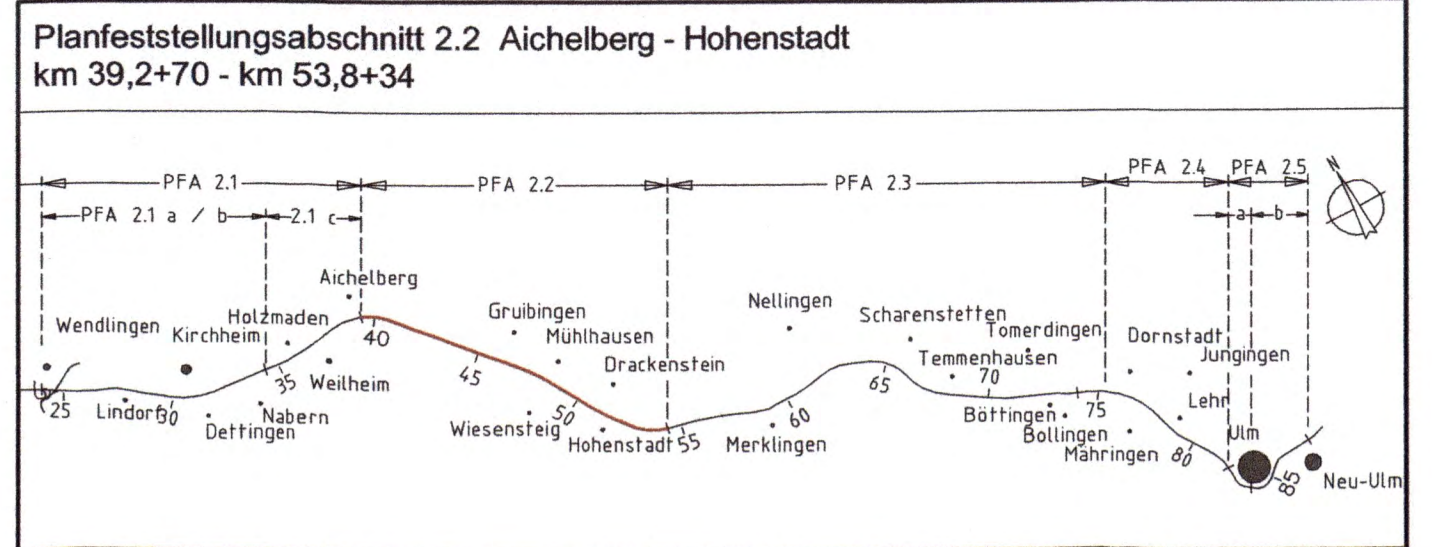 Planfeststellungsabschnitt 2.2 Aichelberg - Hohenstadt
km 39,2+70 - km 53,8+34
PFA 2.1
PFA 2.2
PFA 2.3
PFA 2.4
PFA 2.5
N
PFA 2.1 a / b
2.1 c
a
b
Aichelberg
Wendlingen
Kirchheim
Holzmaden
Gruibingen
Mühlhausen
Drackenstein
Nellingen
Scharenstetten
Tomerdingen
Temmenhausen
Dornstadt
Jungingen
Lehr
25
Lindorf
30
Dettingen
Nabern
35
Weilheim
40
45
Wiesensteig
50
Hohenstadt
55
Merklingen
60
65
70
Böttingen
75
Bollingen
Mähringen
80
Ulm
85
Neu-Ulm